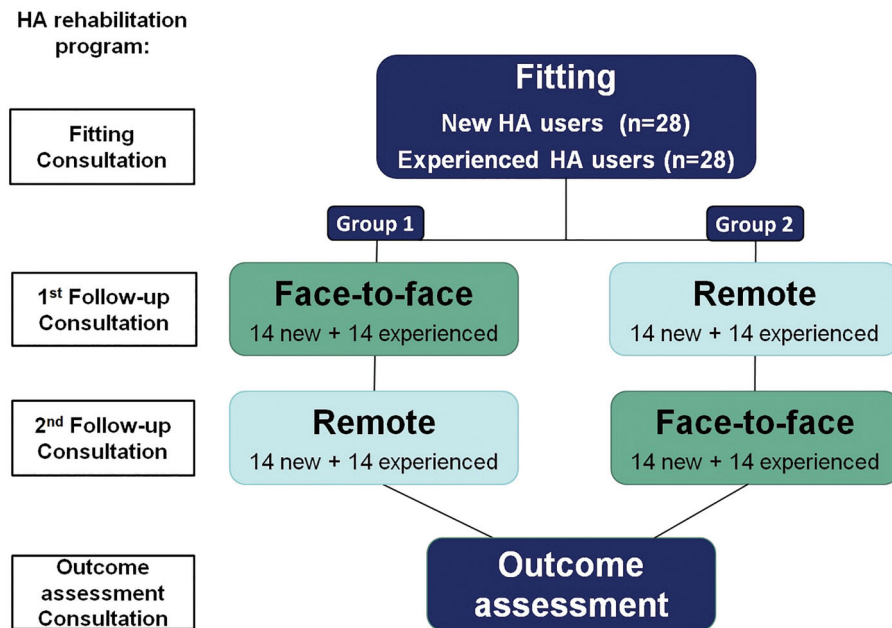 HA rehabilitation
program:
Fitting
New HA users (n=28)
Experienced HA users (n=28)
Fitting
Consultation
Group 1
Group 2
1st Follow-up
Consultation
Face-to-face
14 new + 14 experienced
Remote
14 new + 14 experienced
2nd Follow-up
Consultation
Remote
14 new + 14 experienced
Face-to-face
14 new + 14 experienced
Outcome
assessment
Consultation
Outcome
assessment